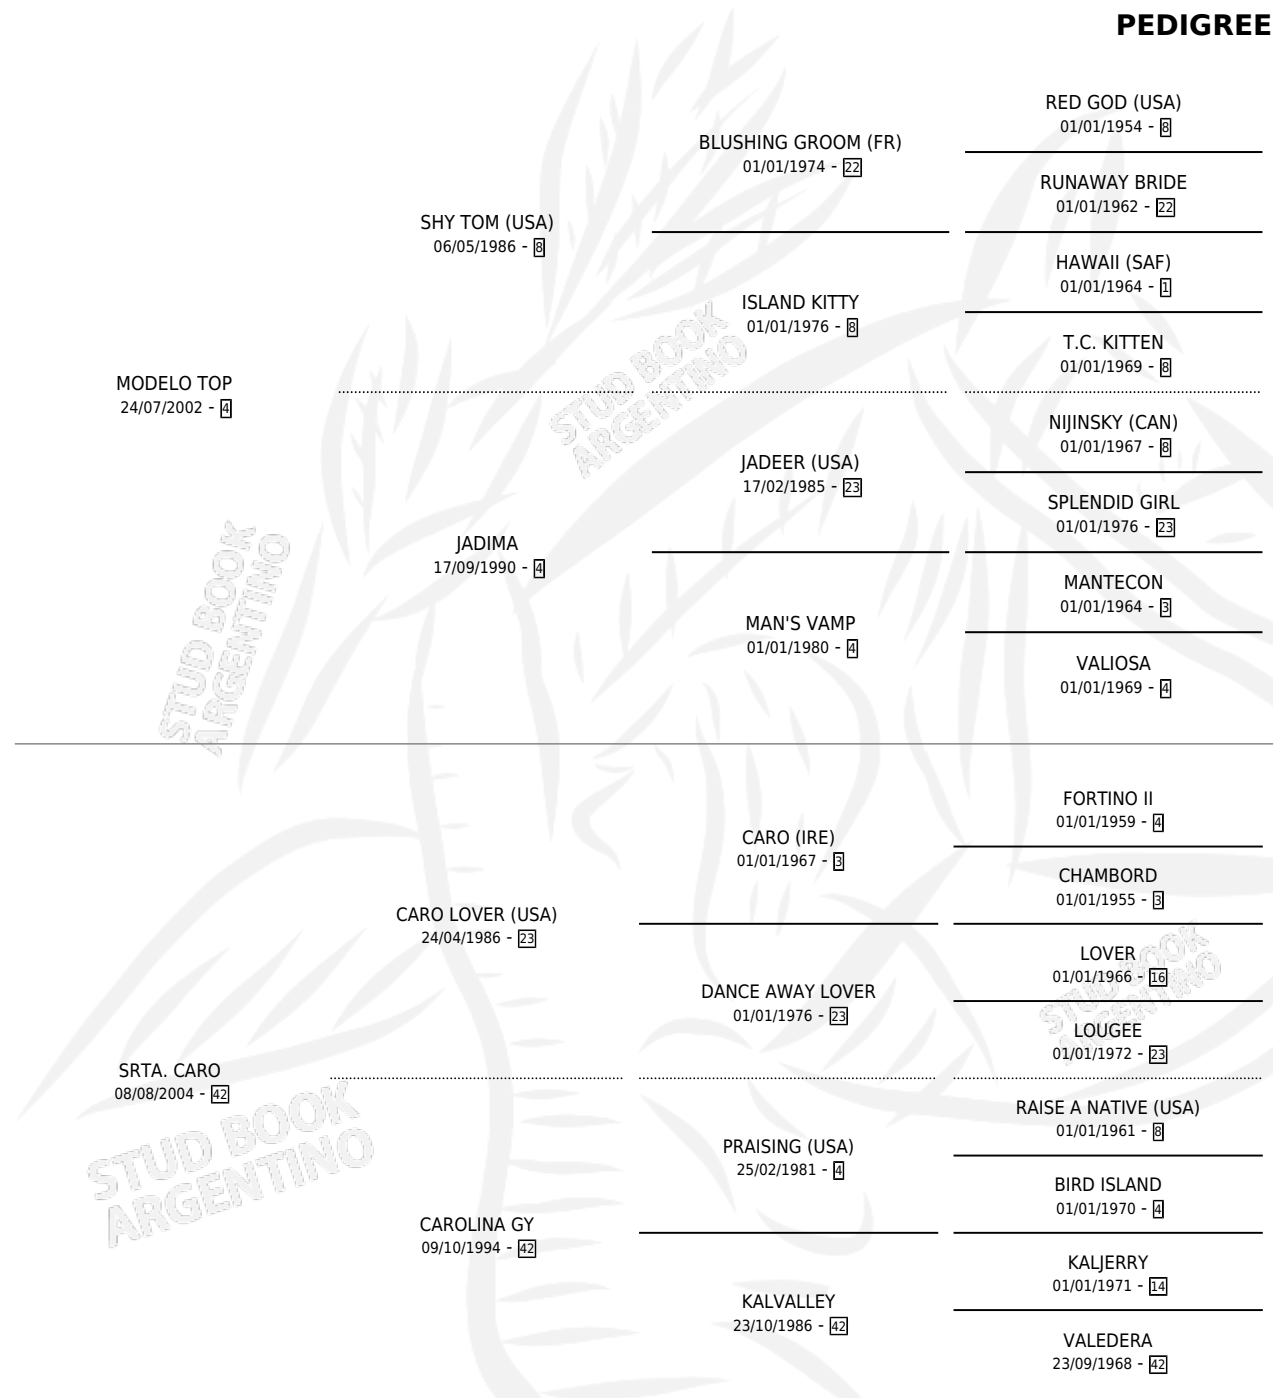 PEDIGREE
RED GOD (USA)
01/01/1954 - 8
BLUSHING GROOM (FR)
01/01/1974 - 22
RUNAWAY BRIDE
01/01/1962 - 22
SHY TOM (USA)
06/05/1986 - 8
HAWAII (SAF)
01/01/1964 - 1
ISLAND KITTY
01/01/1976 - 8
T.C. KITTEN
01/01/1969 - 8
MODELO TOP
24/07/2002 - 4
NIJINSKY (CAN)
01/01/1967 - 8
JADEER (USA)
17/02/1985 - 23
SPLENDID GIRL
01/01/1976 - 23
JADIMA
17/09/1990 - 4
MANTECON
01/01/1964 - 3
MAN'S VAMP
01/01/1980 - 4
VALIOSA
01/01/1969 - 4
FORTINO II
01/01/1959 - 4
CARO (IRE)
01/01/1967 - 3
CHAMBORD
01/01/1955 - 3
CARO LOVER (USA)
24/04/1986 - 23
LOVER
01/01/1966 - 16
DANCE AWAY LOVER
01/01/1976 - 23
LOUGEE
01/01/1972 - 23
SRTA. CARO
08/08/2004 - 42
RAISE A NATIVE (USA)
01/01/1961 - 8
PRAISING (USA)
25/02/1981 - 4
BIRD ISLAND
01/01/1970 - 4
CAROLINA GY
09/10/1994 - 42
KALJERRY
01/01/1971 - 14
KALVALLEY
23/10/1986 - 42
VALEDERA
23/09/1968 - 42
STUD BOOK
ARGENTINO
STUD BOOK
ARGENTINO
STUD BOOK
ARGENTINO
STUD BOOK
ARGENTINO